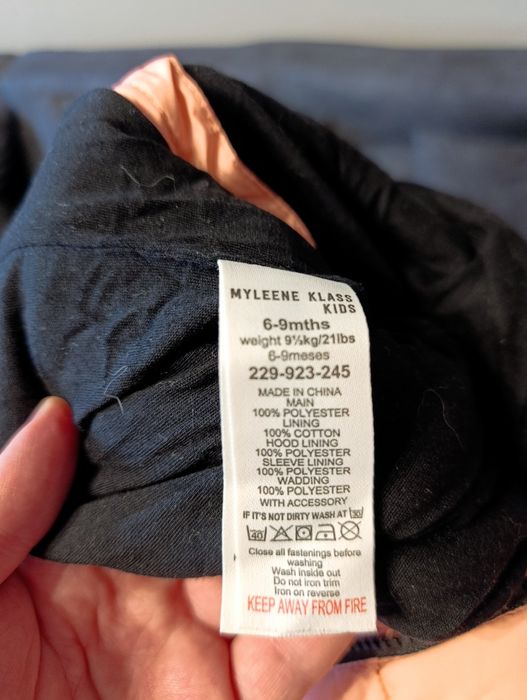 MYLEENE KLASS
KIDS
6-9mths
weight 9½kg/21lbs
6-9meses
229-923-245
MADE IN CHINA
MAIN
100% POLYESTER
LINING
100% COTTON
HOOD LINING
100% POLYESTER
SLEEVE LINING
100% POLYESTER
WADDING
100% POLYESTER
WITH ACCESSORY
IF IT'S NOT DIRTY WASH AT 30
40
Close all fastenings before
washing
Wash inside out
Do not iron trim
Iron on reverse
KEEP AWAY FROM FIRE